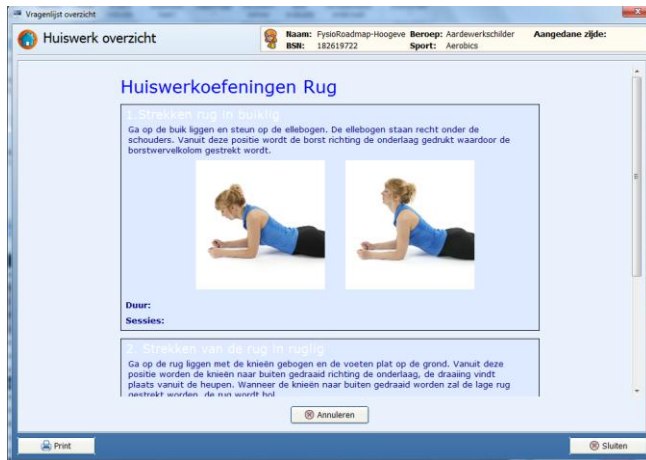 Vragenlijst overzicht
Huiswerk overzicht
Naam: FysioRoadmap-Hoogeve Beroep: Aardewerkschilder Aangedane zijde:
BSN: 182619722 Sport: Aerobics
Huiswerkoefeningen Rug
1.Strekken rug in buiklig
Ga op de buik liggen en steun op de ellebogen. De ellebogen staan recht onder de
schouders. Vanuit deze positie wordt de borst richting de onderlaag gedrukt waardoor de
borstwervelkolom gestrekt wordt.
Duur:
Sessies:
2. Strekken van de rug in ruglig
Ga op de rug liggen met de knieën gebogen en de voeten plat op de grond. Vanuit deze
positie worden de knieën naar buiten gedraaid richting de onderlaag, de draaiing vindt
plaats vanuit de heupen. Wanneer de knieën naar buiten gedraaid worden zal de lage rug
gestrekt worden, de rug wordt hol
Annuleren
Print
Sluiten